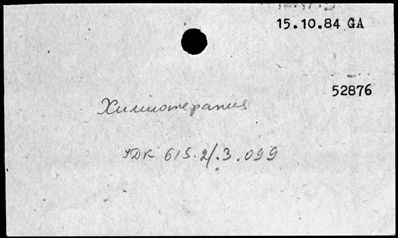 15.10.84 GA
52876
Химиотерапия
УДК 615.2/.3.099